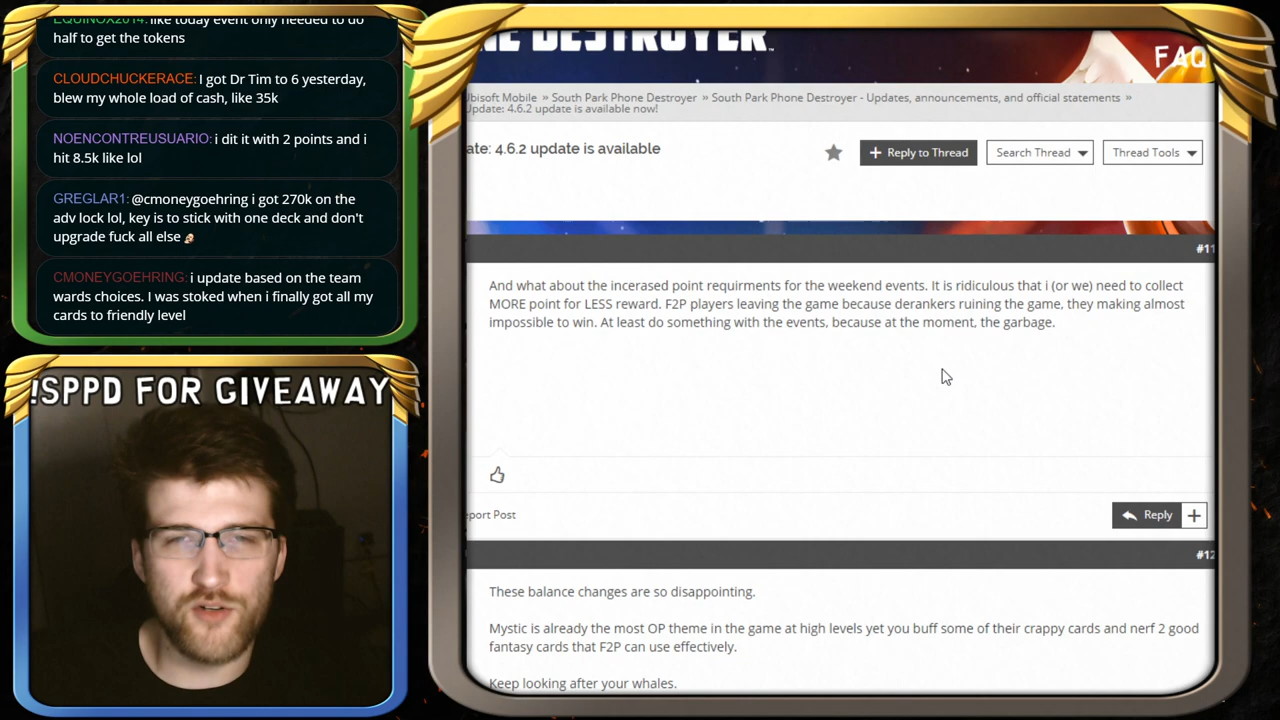 EQUINOX2014: like today event only needed to do
half to get the tokens
CLOUDCHUCKERACE: I got Dr Tim to 6 yesterday,
blew my whole load of cash, like 35k
NOENCONTREUSUARIO: i dit it with 2 points and i
hit 8.5k like lol
GREGLAR1: @cmoneygoehring i got 270k on the
adv lock lol, key is to stick with one deck and don't
upgrade fuck all else
CMONEYGOEHRING: i update based on the team
wards choices. I was stoked when i finally got all my
cards to friendly level
!SPPD FOR GIVEAWAY
NE DESTROYER™
FAQ
Ubisoft Mobile » South Park Phone Destroyer » South Park Phone Destroyer - Updates, announcements, and official statements »
Update: 4.6.2 update is available now!
ate: 4.6.2 update is available
+ Reply to Thread
Search Thread
Thread Tools
#11
And what about the incerased point requirments for the weekend events. It is ridiculous that i (or we) need to collect
MORE point for LESS reward. F2P players leaving the game because derankers ruining the game, they making almost
impossible to win. At least do something with the events, because at the moment, the garbage.
eport Post
Reply +
#12
These balance changes are so disappointing.
Mystic is already the most OP theme in the game at high levels yet you buff some of their crappy cards and nerf 2 good
fantasy cards that F2P can use effectively.
Keep looking after your whales.